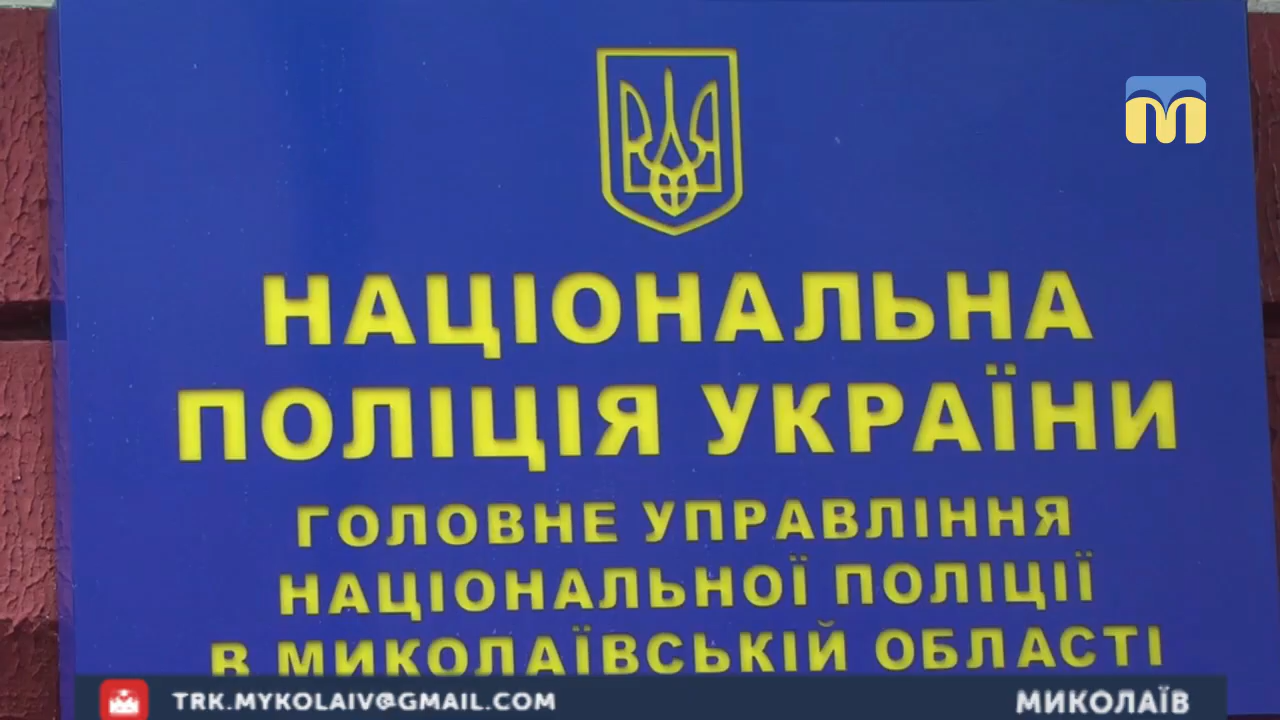 НАЦІОНАЛЬНА
ПОЛІЦІЯ УКРАЇНИ
ГОЛОВНЕ УПРАВЛІННЯ
НАЦІОНАЛЬНОЇ ПОЛІЦІЇ
В МИКОЛАЇВСЬКІЙ ОБЛАСТІ
TRK.MYKOLAIV@GMAIL.COM
МИКОЛАЇВ